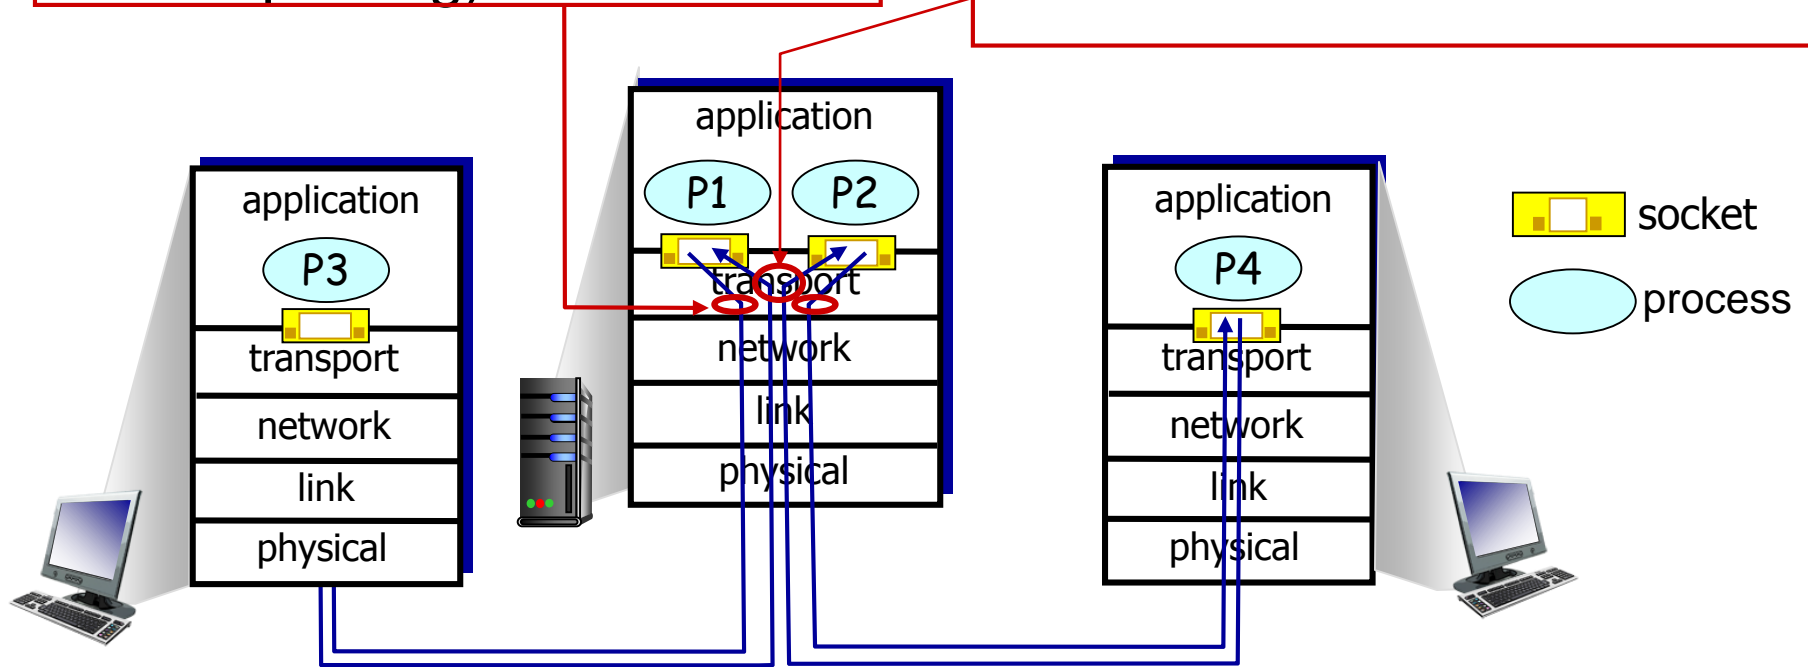 application
P1
P2
transport
network
link
physical
application
P3
transport
network
link
physical
application
P4
transport
network
link
physical
socket
process